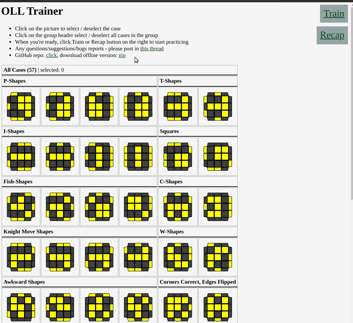 OLL Trainer
Train
Recap
Click on the picture to select / deselect the case
Click on the group header select / deselect all cases in the group
When you're ready, click Train or Recap button on the right to start practicing
Any questions/suggestions/bugs reports - please post in this thread
GitHub repo: click, download offline version: zip
All Cases (57) | selected: 0
P-Shapes
T-Shapes
I-Shapes
Squares
Fish-Shapes
C-Shapes
Knight Move Shapes
W-Shapes
Awkward Shapes
Corners Correct, Edges Flipped